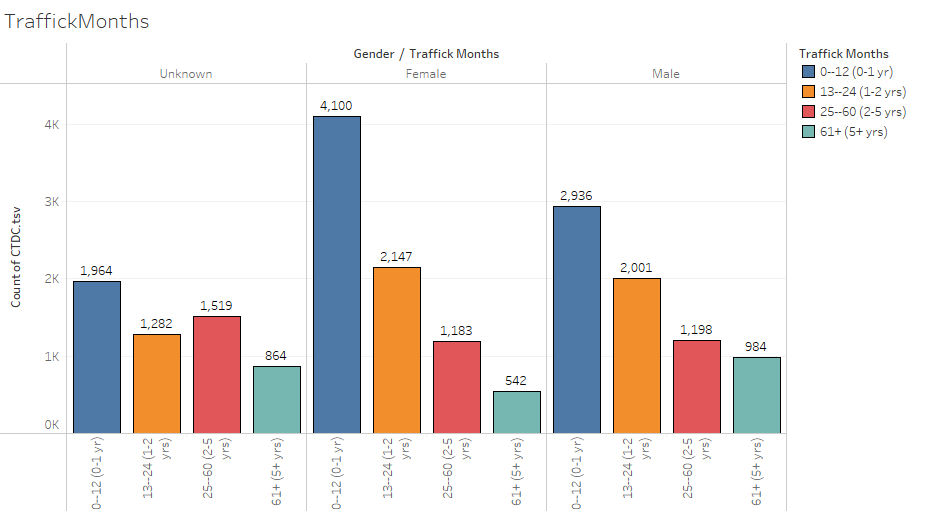 TraffickMonths
Gender / Traffick Months
Unknown
Female
Male
Traffick Months
0--12 (0-1 yr)
13--24 (1-2 yrs)
25--60 (2-5 yrs)
61+ (5+ yrs)
Count of CTDC.tsv
4K
3K
2K
1K
0K
1,964
1,282
1,519
864
4,100
2,147
1,183
542
2,936
2,001
1,198
984
0--12 (0-1 yr)
13--24 (1-2
yrs)
25--60 (2-5
yrs)
61+ (5+ yrs)
0--12 (0-1 yr)
13--24 (1-2
yrs)
25--60 (2-5
yrs)
61+ (5+ yrs)
0--12 (0-1 yr)
13--24 (1-2
yrs)
25--60 (2-5
yrs)
61+ (5+ yrs)